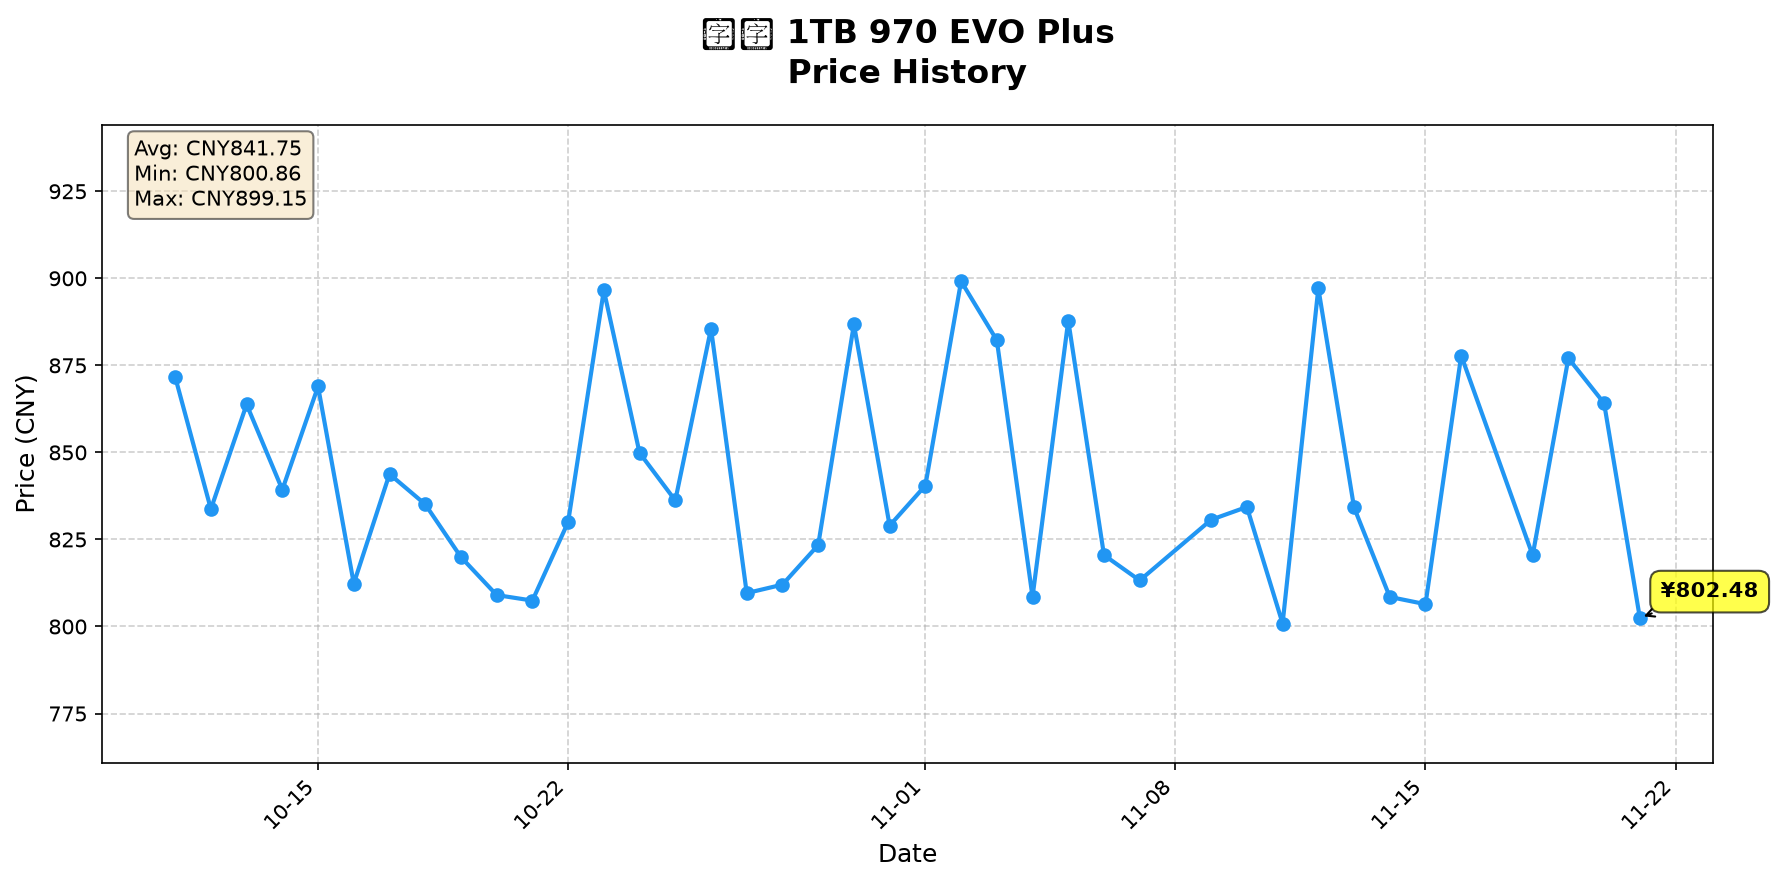 1TB 970 EVO Plus
Price History
Avg: CNY841.75
Min: CNY800.86
Max: CNY899.15
Price (CNY)
925
900
875
850
825
800
775
¥802.48
10-15
10-22
11-01
11-08
11-15
11-22
Date